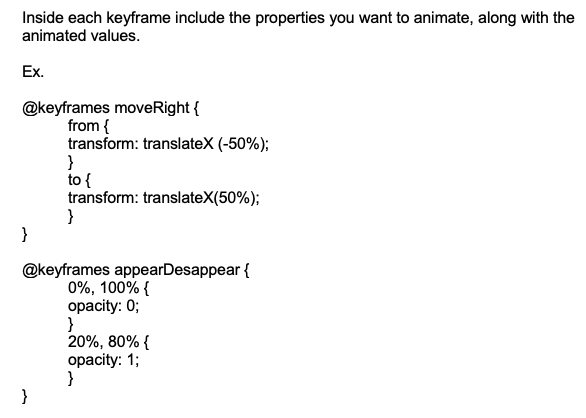 Inside each keyframe include the properties you want to animate, along with the
animated values.
Ex.
@keyframes moveRight {
from {
transform: translateX (-50%);
}
to {
transform: translateX(50%);
}
}
@keyframes appearDesappear {
0%, 100% {
opacity: 0;
}
20%, 80% {
opacity: 1;
}
}